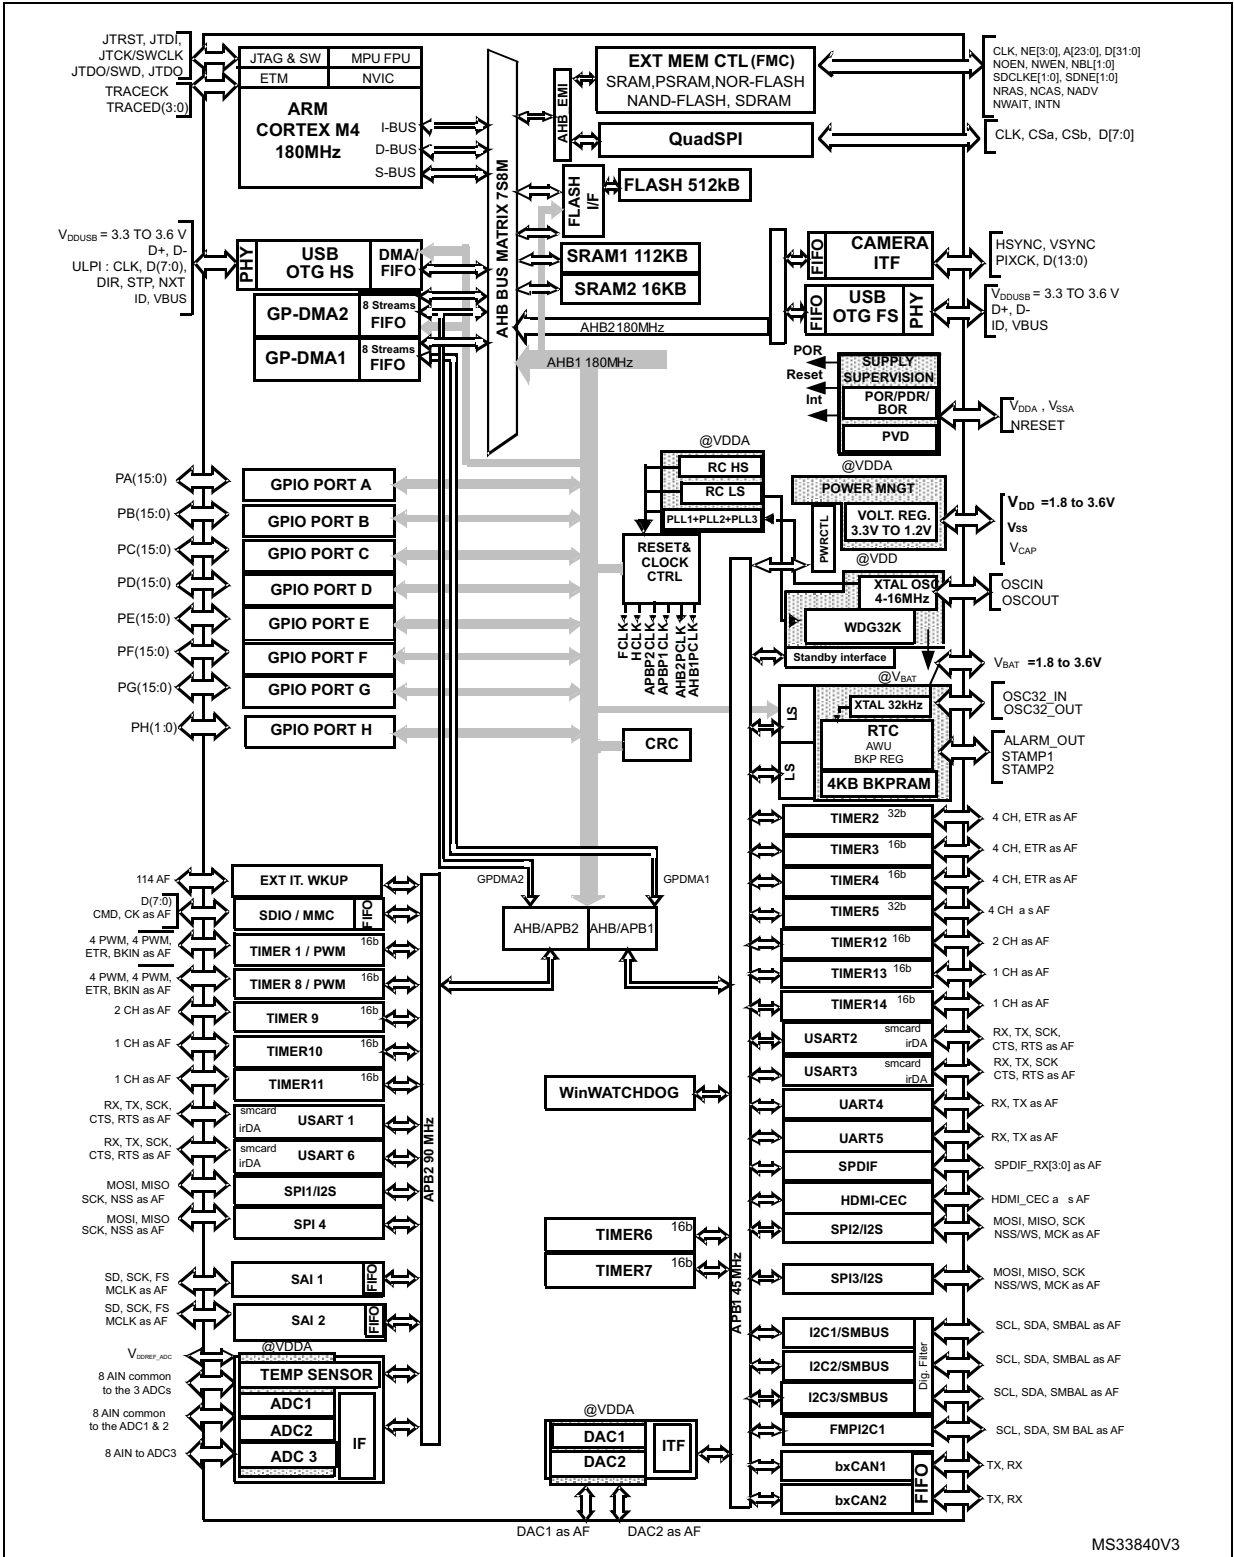 JTRST, JTDI,
JTCK/SWCLK
JTDO/SWD, JTDO
TRACECK
TRACED(3:0)
JTAG & SW
MPU FPU
ETM
NVIC
ARM
CORTEX M4
180MHz
I-BUS
D-BUS
S-BUS
AHB BUS MATRIX 7S8M
AHB EMI
EXT MEM CTL (FMC)
SRAM,PSRAM,NOR-FLASH
NAND-FLASH, SDRAM
QuadSPI
CLK, NE[3:0], A[23:0], D[31:0]
NOEN, NWEN, NBL[1:0]
SDCLKE[1:0], SDNE[1:0]
NRAS, NCAS, NADV
NWAIT, INTN
CLK, CSa, CSb, D[7:0]
FLASH
I/F
FLASH 512kB
SRAM1 112KB
SRAM2 16KB
VDDUSB = 3.3 TO 3.6 V
D+, D-
ULPI : CLK, D(7:0),
DIR, STP, NXT
ID, VBUS
PHY
USB
OTG HS
DMA/
FIFO
GP-DMA2
8 Streams
FIFO
GP-DMA1
8 Streams
FIFO
AHB2 180MHz
AHB1 180MHz
FIFO
CAMERA
ITF
HSYNC, VSYNC
PIXCK, D(13:0)
FIFO
USB
OTG FS
PHY
VDDUSB = 3.3 TO 3.6 V
D+, D-
ID, VBUS
POR
Reset
Int
SUPPLY
SUPERVISION
POR/PDR/
BOR
PVD
VDDA , VSSA
NRESET
@VDDA
RC HS
RC LS
PLL1+PLL2+PLL3
@VDDA
POWER MNGT
VOLT. REG.
3.3V TO 1.2V
PWRCTL
VDD =1.8 to 3.6V
Vss
VCAP
@VDD
XTAL OSC
4-16MHz
OSCIN
OSCOUT
WDG32K
Standby interface
RESET&
CLOCK
CTRL
FCLK
HCLK
APBP2CLK
APBP1CLK
AHB2PCLK
AHB1PCLK
VBAT =1.8 to 3.6V
@VBAT
LS
LS
XTAL 32kHz
OSC32_IN
OSC32_OUT
RTC
AWU
BKP REG
4KB BKPRAM
ALARM_OUT
STAMP1
STAMP2
CRC
PA(15:0)
GPIO PORT A
PB(15:0)
GPIO PORT B
PC(15:0)
GPIO PORT C
PD(15:0)
GPIO PORT D
PE(15:0)
GPIO PORT E
PF(15:0)
GPIO PORT F
PG(15:0)
GPIO PORT G
PH(1:0)
GPIO PORT H
GPDMA2
GPDMA1
AHB/APB2
AHB/APB1
114 AF
EXT IT. WKUP
D(7:0)
CMD, CK as AF
SDIO / MMC
FIFO
4 PWM, 4 PWM,
ETR, BKIN as AF
TIMER 1 / PWM
16b
4 PWM, 4 PWM,
ETR, BKIN as AF
TIMER 8 / PWM
16b
2 CH as AF
TIMER 9
16b
1 CH as AF
TIMER10
16b
1 CH as AF
TIMER11
16b
RX, TX, SCK,
CTS, RTS as AF
smcard
irDA
USART 1
RX, TX, SCK,
CTS, RTS as AF
smcard
irDA
USART 6
MOSI, MISO
SCK, NSS as AF
SPI1/I2S
MOSI, MISO
SCK, NSS as AF
SPI 4
SD, SCK, FS
MCLK as AF
SAI 1
FIFO
SD, SCK, FS
MCLK as AF
SAI 2
FIFO
VDDREF_ADC
@VDDA
TEMP SENSOR
8 AIN common
to the 3 ADCs
ADC1
8 AIN common
to the ADC1 & 2
ADC2
8 AIN to ADC3
ADC 3
IF
APB2 90 MHz
WinWATCHDOG
TIMER6
16b
TIMER7
16b
@VDDA
DAC1
DAC2
ITF
DAC1 as AF
DAC2 as AF
APB1 45 MHz
TIMER2
32b
4 CH, ETR as AF
TIMER3
16b
4 CH, ETR as AF
TIMER4
16b
4 CH, ETR as AF
TIMER5
32b
4 CH a s AF
TIMER12
16b
2 CH as AF
TIMER13
16b
1 CH as AF
TIMER14
16b
1 CH as AF
USART2
smcard
irDA
RX, TX, SCK,
CTS, RTS as AF
USART3
smcard
irDA
RX, TX, SCK
CTS, RTS as AF
UART4
RX, TX as AF
UART5
RX, TX as AF
SPDIF
SPDIF_RX[3:0] as AF
HDMI-CEC
HDMI_CEC a s AF
SPI2/I2S
MOSI, MISO, SCK
NSS/WS, MCK as AF
SPI3/I2S
MOSI, MISO, SCK
NSS/WS, MCK as AF
I2C1/SMBUS
SCL, SDA, SMBAL as AF
I2C2/SMBUS
SCL, SDA, SMBAL as AF
I2C3/SMBUS
SCL, SDA, SMBAL as AF
Dig. Filter
FMPI2C1
SCL, SDA, SM BAL as AF
bxCAN1
TX, RX
bxCAN2
TX, RX
FIFO
MS33840V3